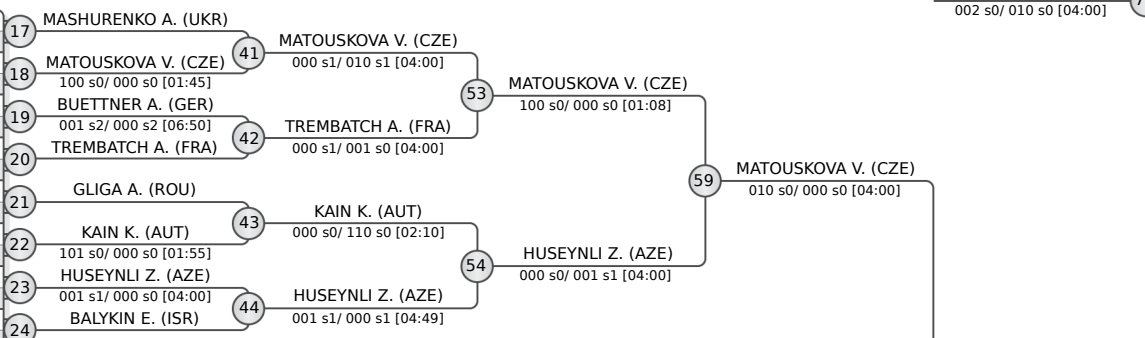 002 s0/ 010 s0 [04:00]
17
MASHURENKO A. (UKR)
18
MATOUSKOVA V. (CZE)
100 s0/ 000 s0 [01:45]
41
MATOUSKOVA V. (CZE)
000 s1/ 010 s1 [04:00]
19
BUETTNER A. (GER)
001 s2/ 000 s2 [06:50]
20
TREMBATCH A. (FRA)
42
TREMBATCH A. (FRA)
000 s1/ 001 s0 [04:00]
53
MATOUSKOVA V. (CZE)
100 s0/ 000 s0 [01:08]
21
GLIGA A. (ROU)
22
KAIN K. (AUT)
101 s0/ 000 s0 [01:55]
43
KAIN K. (AUT)
000 s0/ 110 s0 [02:10]
23
HUSEYNLI Z. (AZE)
001 s1/ 000 s0 [04:00]
24
BALYKIN E. (ISR)
44
HUSEYNLI Z. (AZE)
001 s1/ 000 s1 [04:49]
54
HUSEYNLI Z. (AZE)
000 s0/ 001 s1 [04:00]
59
MATOUSKOVA V. (CZE)
010 s0/ 000 s0 [04:00]